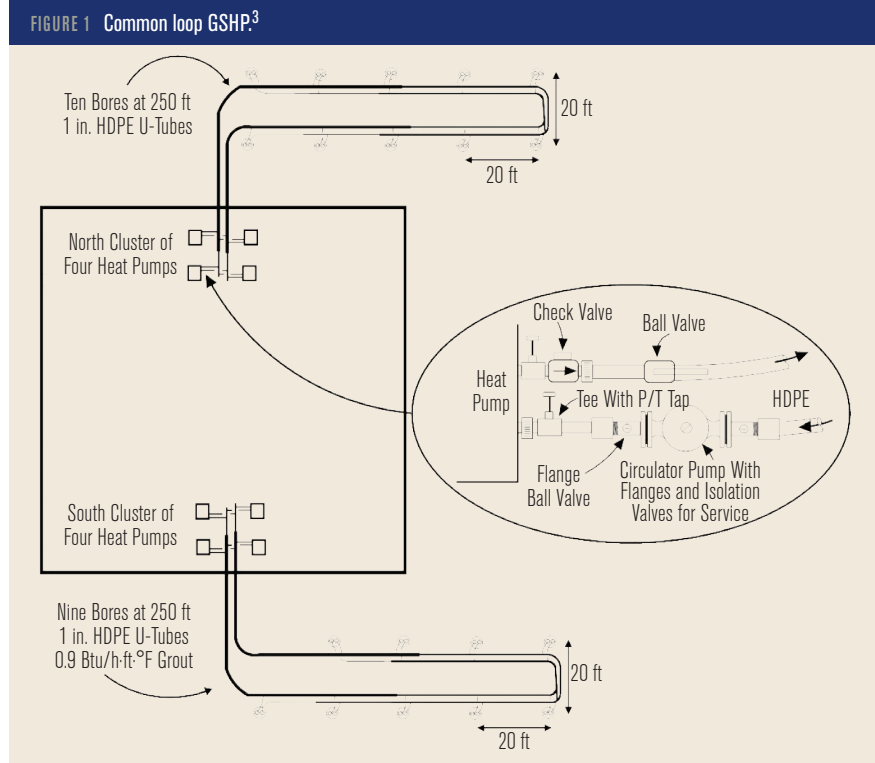 FIGURE 1 Common loop GSHP.3
Ten Bores at 250 ft
1 in. HDPE U-Tubes
20 ft
20 ft
North Cluster of
Four Heat Pumps
Check Valve
Ball Valve
Heat
Pump
Tee With P/T Tap
HDPE
Flange
Ball Valve
Circulator Pump With
Flanges and Isolation
Valves for Service
South Cluster of
Four Heat Pumps
Nine Bores at 250 ft
1 in. HDPE U-Tubes
0.9 Btu/h·ft·°F Grout
20 ft
20 ft